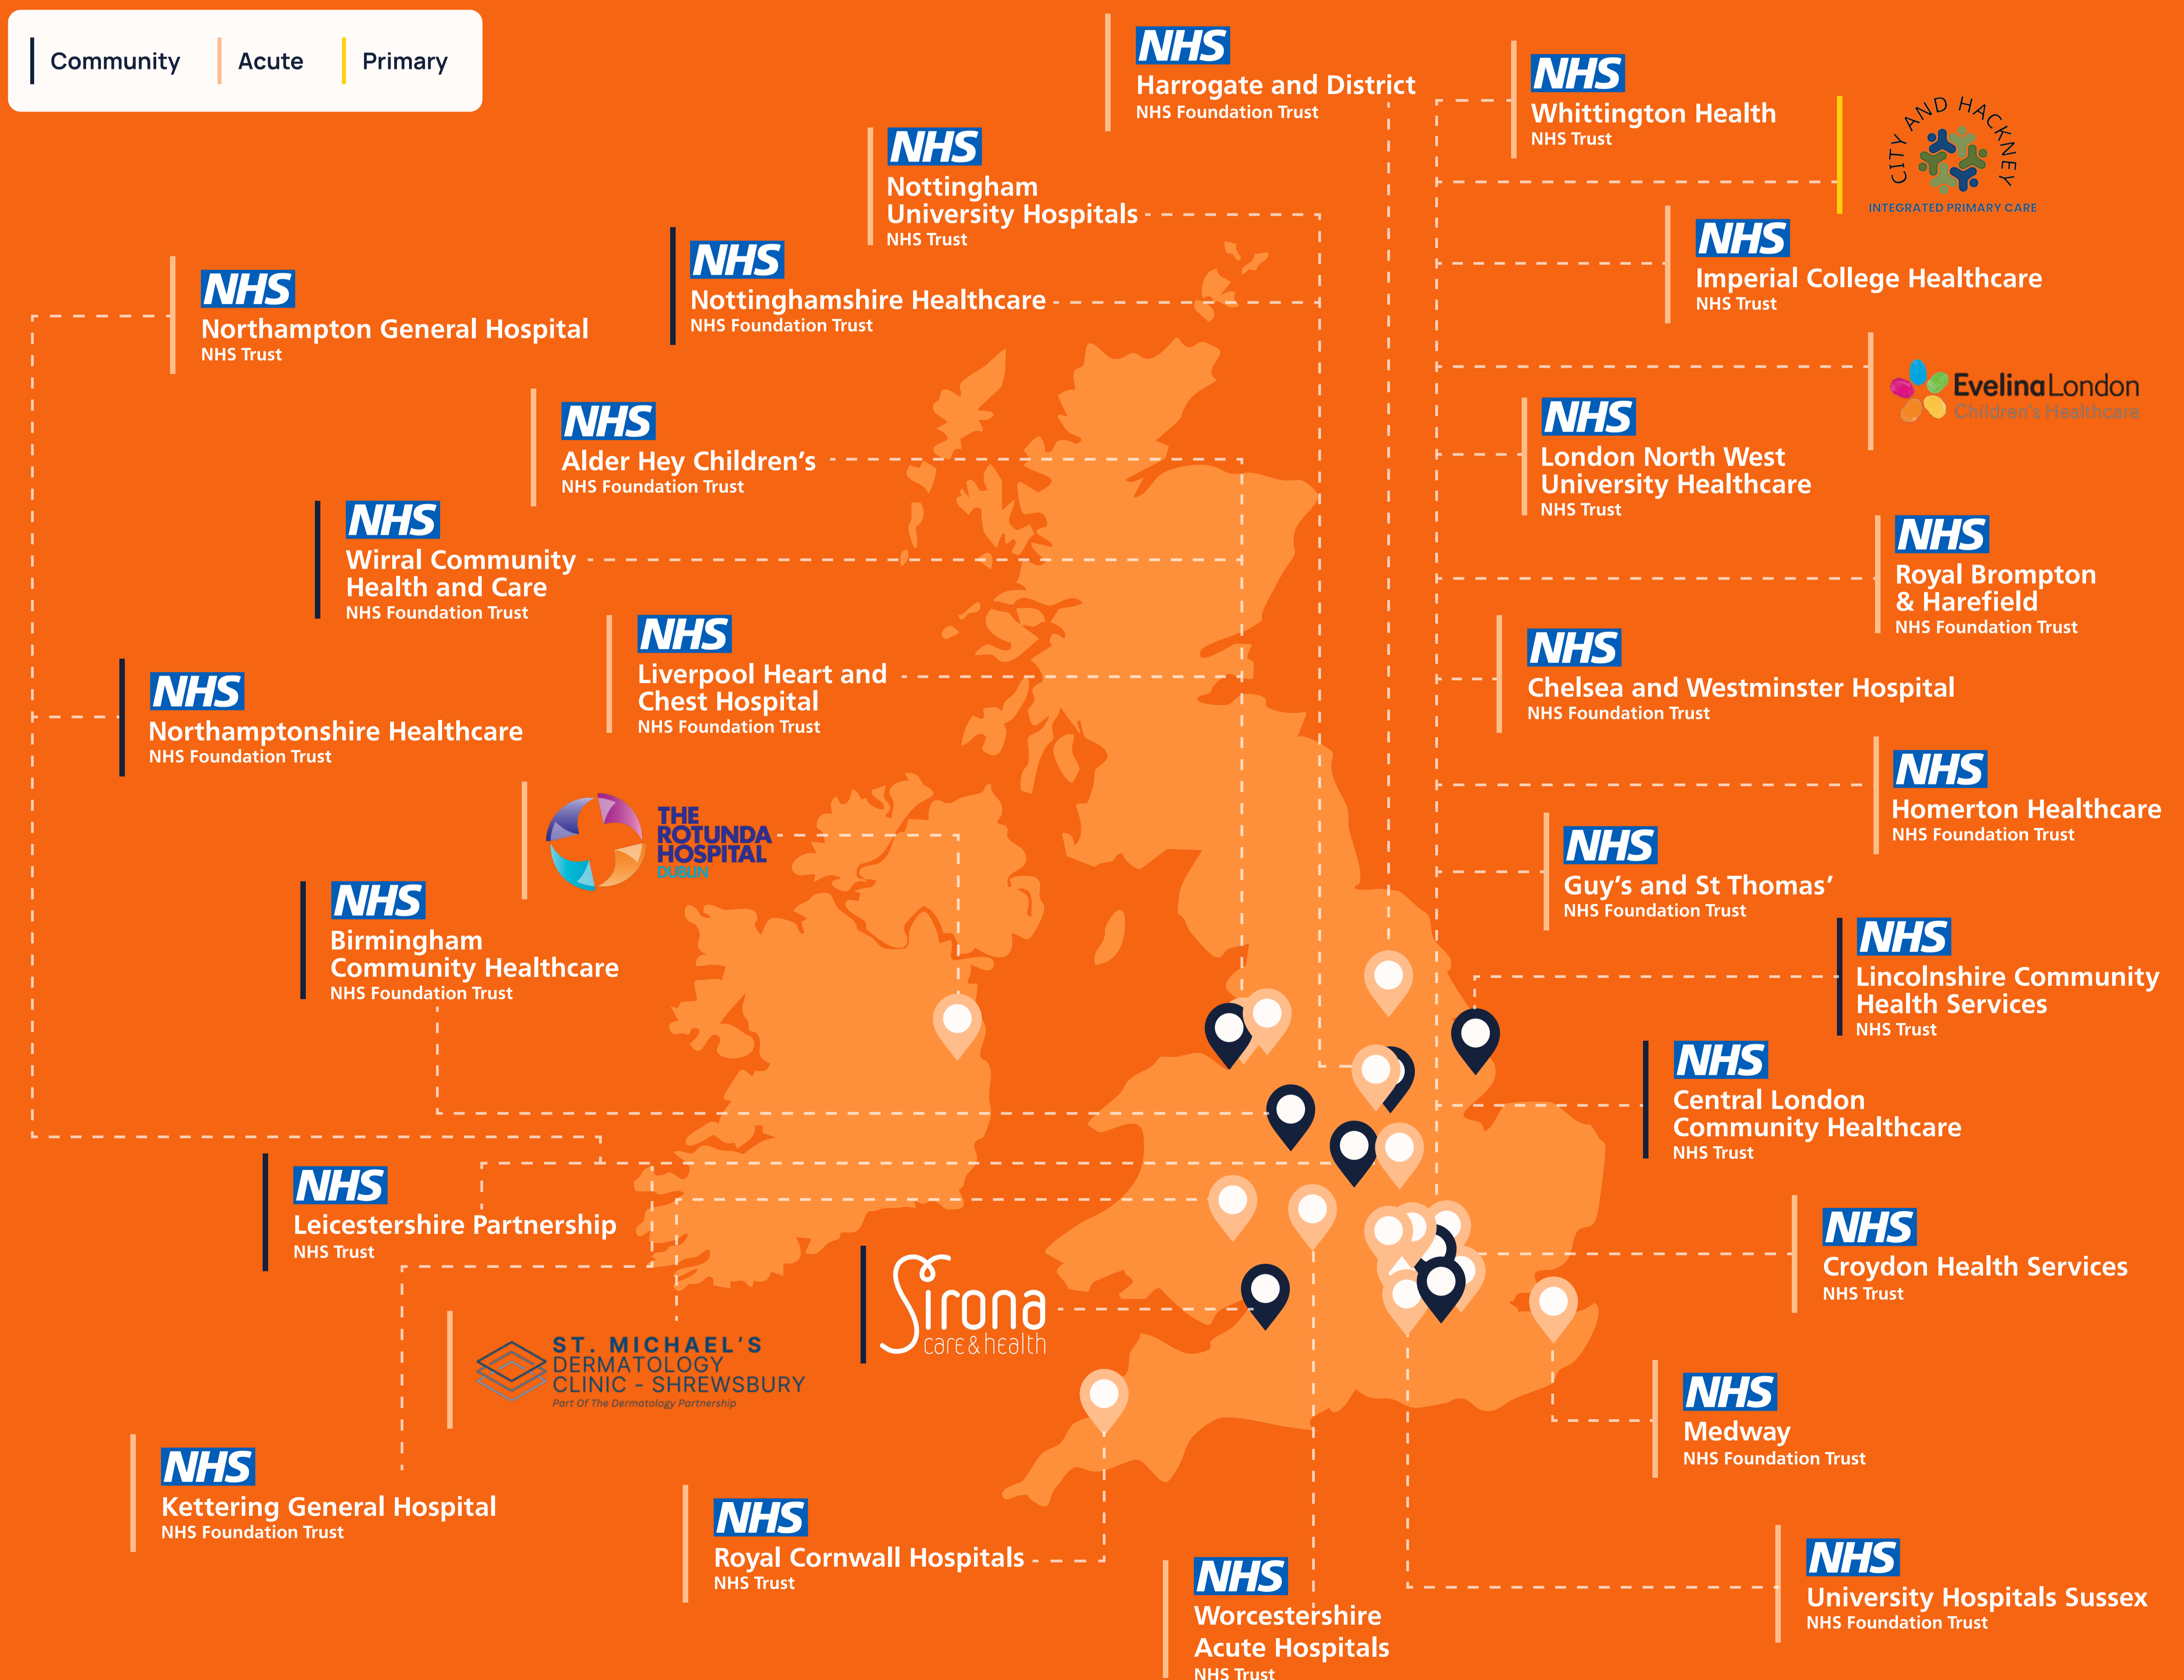 Community
Acute
Primary
NHS
Harrogate and District
NHS Foundation Trust
NHS
Whittington Health
NHS Trust
CITY AND HACKNEY
INTEGRATED PRIMARY CARE
NHS
Nottingham
University Hospitals
NHS Trust
NHS
Imperial College Healthcare
NHS Trust
NHS
Nottinghamshire Healthcare
NHS Foundation Trust
NHS
Northampton General Hospital
NHS Trust
Evelina London
Children's Healthcare
NHS
Alder Hey Children's
NHS Foundation Trust
NHS
London North West
University Healthcare
NHS Trust
NHS
Wirral Community
Health and Care
NHS Foundation Trust
NHS
Royal Brompton
& Harefield
NHS Foundation Trust
NHS
Liverpool Heart and
Chest Hospital
NHS Foundation Trust
NHS
Chelsea and Westminster Hospital
NHS Foundation Trust
NHS
Northamptonshire Healthcare
NHS Foundation Trust
NHS
Homerton Healthcare
NHS Foundation Trust
THE
ROTUNDA
HOSPITAL
DUBLIN
NHS
Guy's and St Thomas'
NHS Foundation Trust
NHS
Birmingham
Community Healthcare
NHS Foundation Trust
NHS
Lincolnshire Community
Health Services
NHS Trust
NHS
Central London
Community Healthcare
NHS Trust
NHS
Leicestershire Partnership
NHS Trust
NHS
Croydon Health Services
NHS Trust
Sirona
care & health
ST. MICHAEL'S
DERMATOLOGY
CLINIC - SHREWSBURY
Part Of The Dermatology Partnership
NHS
Medway
NHS Foundation Trust
NHS
Kettering General Hospital
NHS Foundation Trust
NHS
Royal Cornwall Hospitals
NHS Trust
NHS
Worcestershire
Acute Hospitals
NHS Trust
NHS
University Hospitals Sussex
NHS Foundation Trust